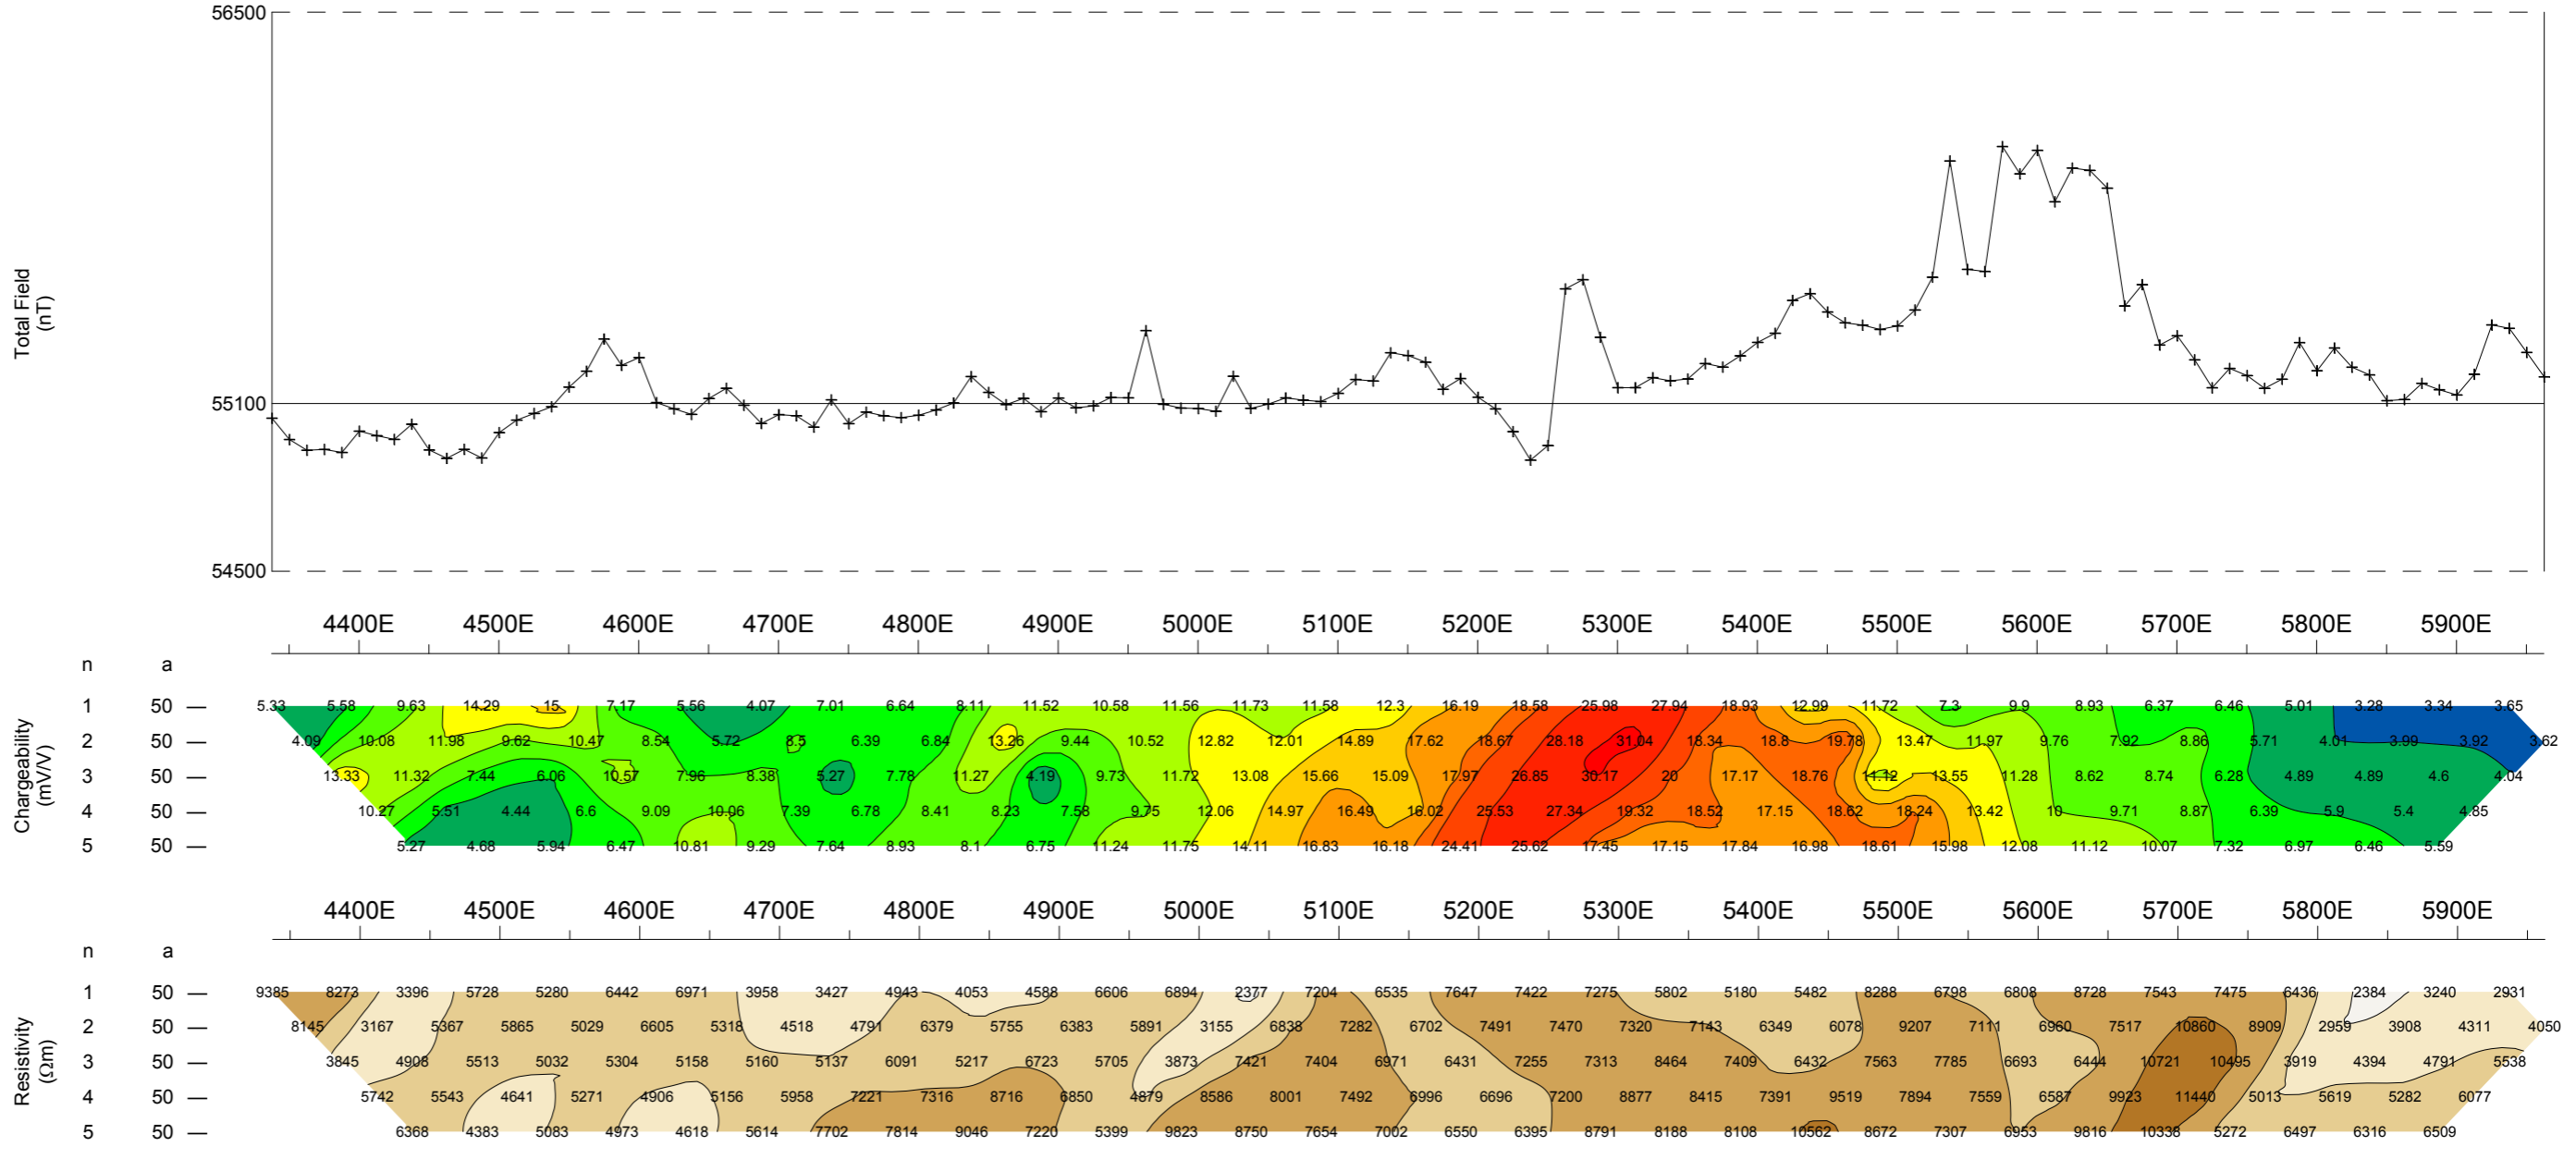 56500
Total Field
(nT)
55100
54500
4400E 4500E 4600E 4700E 4800E 4900E 5000E 5100E 5200E 5300E 5400E 5500E 5600E 5700E 5800E 5900E
n a
Chargeability
(mV/V)
1 50 5.33 5.58 9.63 14.29 15 7.17 5.56 4.07 7.01 6.64 8.11 11.52 10.58 11.56 11.73 11.58 12.3 16.19 18.58 25.98 27.94 18.93 12.99 11.72 7.3 9.9 8.93 6.37 6.46 5.01 3.28 3.34 3.65
2 50 4.09 10.08 11.98 9.62 10.47 8.54 5.72 8.5 6.39 6.84 13.26 9.44 10.52 12.82 12.01 14.89 17.62 18.67 28.18 31.04 18.34 18.8 19.78 13.47 11.97 9.76 7.92 8.86 5.71 4.01 3.99 3.92 3.62
3 50 13.33 11.32 7.44 6.06 10.57 7.96 8.38 5.27 7.78 11.27 4.19 9.73 11.72 13.08 15.66 15.09 17.97 26.85 30.17 20 17.17 18.76 14.12 13.55 11.28 8.62 8.74 6.28 4.89 4.89 4.6 4.04
4 50 10.27 5.51 4.44 6.6 9.09 10.06 7.39 6.78 8.41 8.23 7.58 9.75 12.06 14.97 16.49 16.02 25.53 27.34 19.32 18.52 17.15 18.62 18.24 13.42 10 9.71 8.87 6.39 5.9 5.4 4.85
5 50 5.27 4.68 5.94 6.47 10.81 9.29 7.64 8.93 8.1 6.75 11.24 11.75 14.11 16.83 16.18 24.41 25.62 17.45 17.15 17.84 16.98 18.61 15.98 12.08 11.12 10.07 7.32 6.97 6.46 5.59
4400E 4500E 4600E 4700E 4800E 4900E 5000E 5100E 5200E 5300E 5400E 5500E 5600E 5700E 5800E 5900E
n a
Resistivity
(Ωm)
1 50 9385 8273 3396 5728 5280 6442 6971 3958 3427 4943 4053 4588 6606 6894 2377 7204 6535 7647 7422 7275 5802 5180 5482 8288 6798 6808 8728 7543 7475 6436 2384 3240 2931
2 50 8145 3167 5367 5865 5029 6605 5318 4518 4791 6379 5755 6383 5891 3155 6838 7282 6702 7491 7470 7320 7143 6349 6078 9207 7111 6960 7517 10860 8909 2959 3908 4311 4050
3 50 3845 4908 5513 5032 5304 5158 5160 5137 6091 5217 6723 5705 3873 7421 7404 6971 6431 7255 7313 8464 7409 6432 7563 7785 6693 6444 10721 10495 3919 4394 4791 5538
4 50 5742 5543 4641 5271 4906 5156 5958 7221 7316 8716 6850 4879 8586 8001 7492 6996 6696 7200 8877 8415 7391 9519 7894 7559 6587 9923 11440 5013 5619 5282 6077
5 50 6368 4383 5083 4973 4618 5614 7702 7814 9046 7220 5399 9823 8750 7654 7002 6550 6395 8791 8188 8108 10562 8672 7307 6953 9816 10338 5272 6497 6316 6509